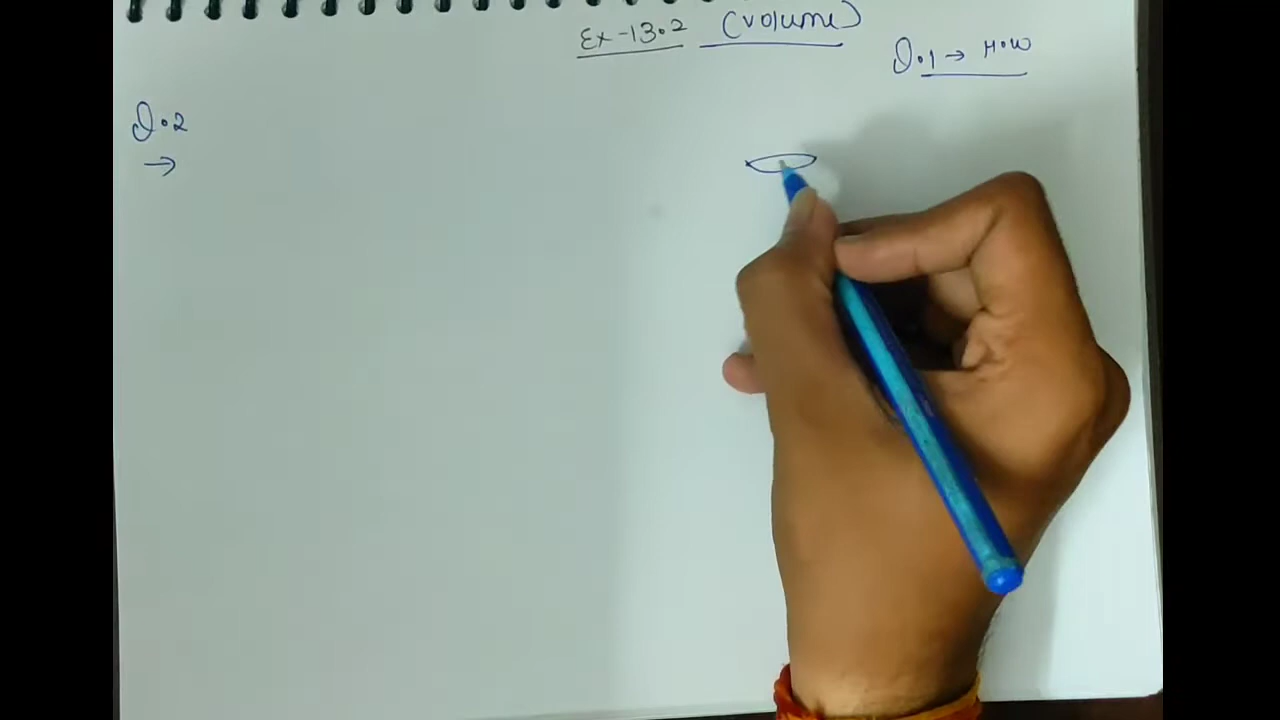 Ex-13.2 (volume)
Q.1 → H.W
Q.2
→